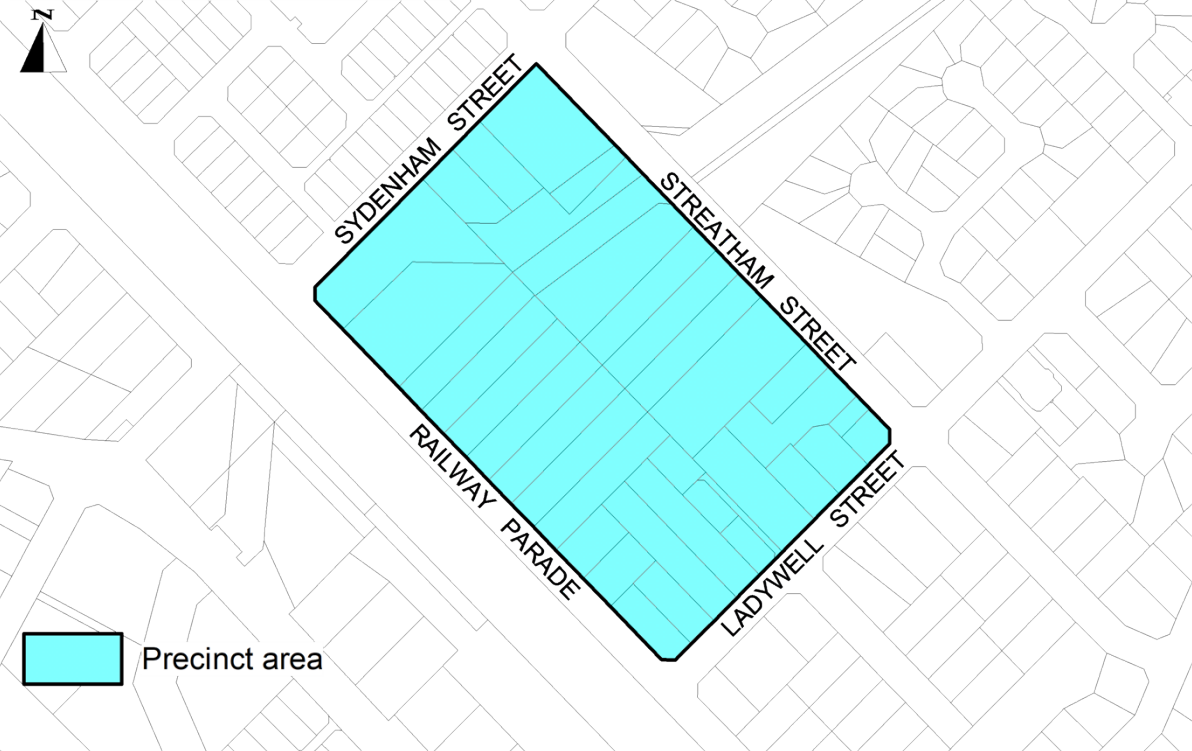 N
SYDENHAM STREET
STREATHAM STREET
RAILWAY PARADE
LADYWELL STREET
Precinct area